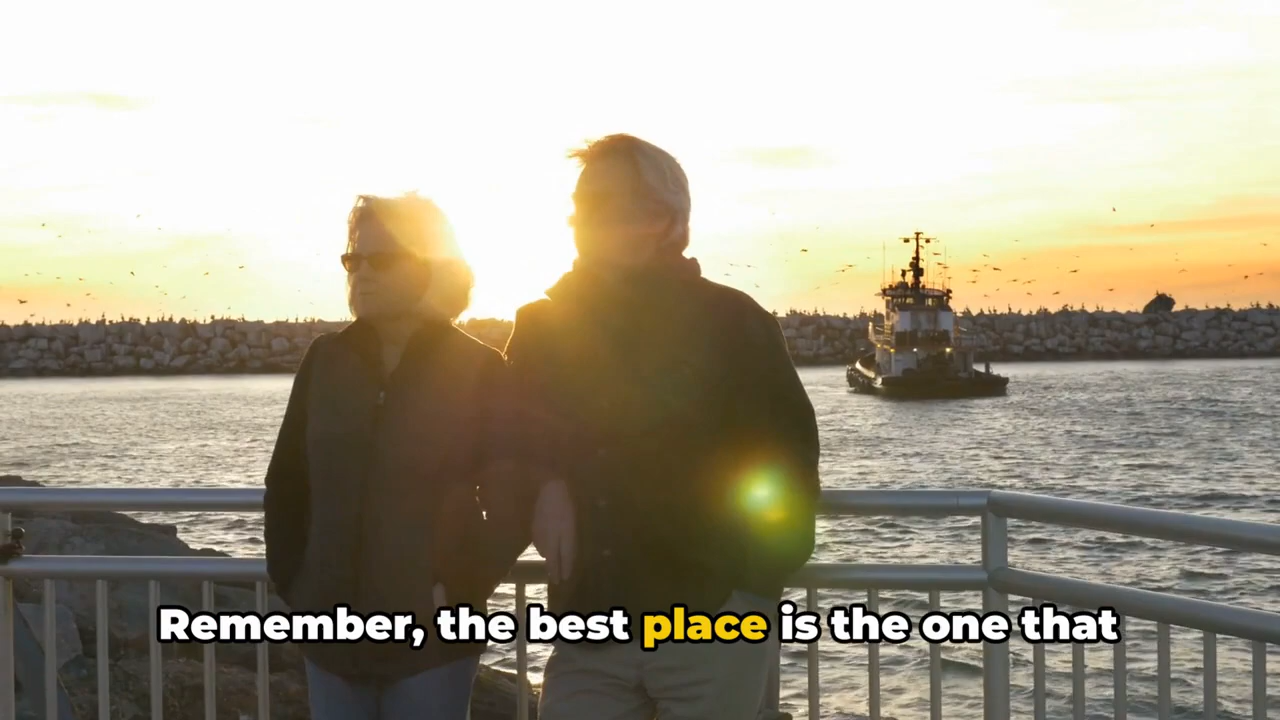 Remember, the best place is the one that